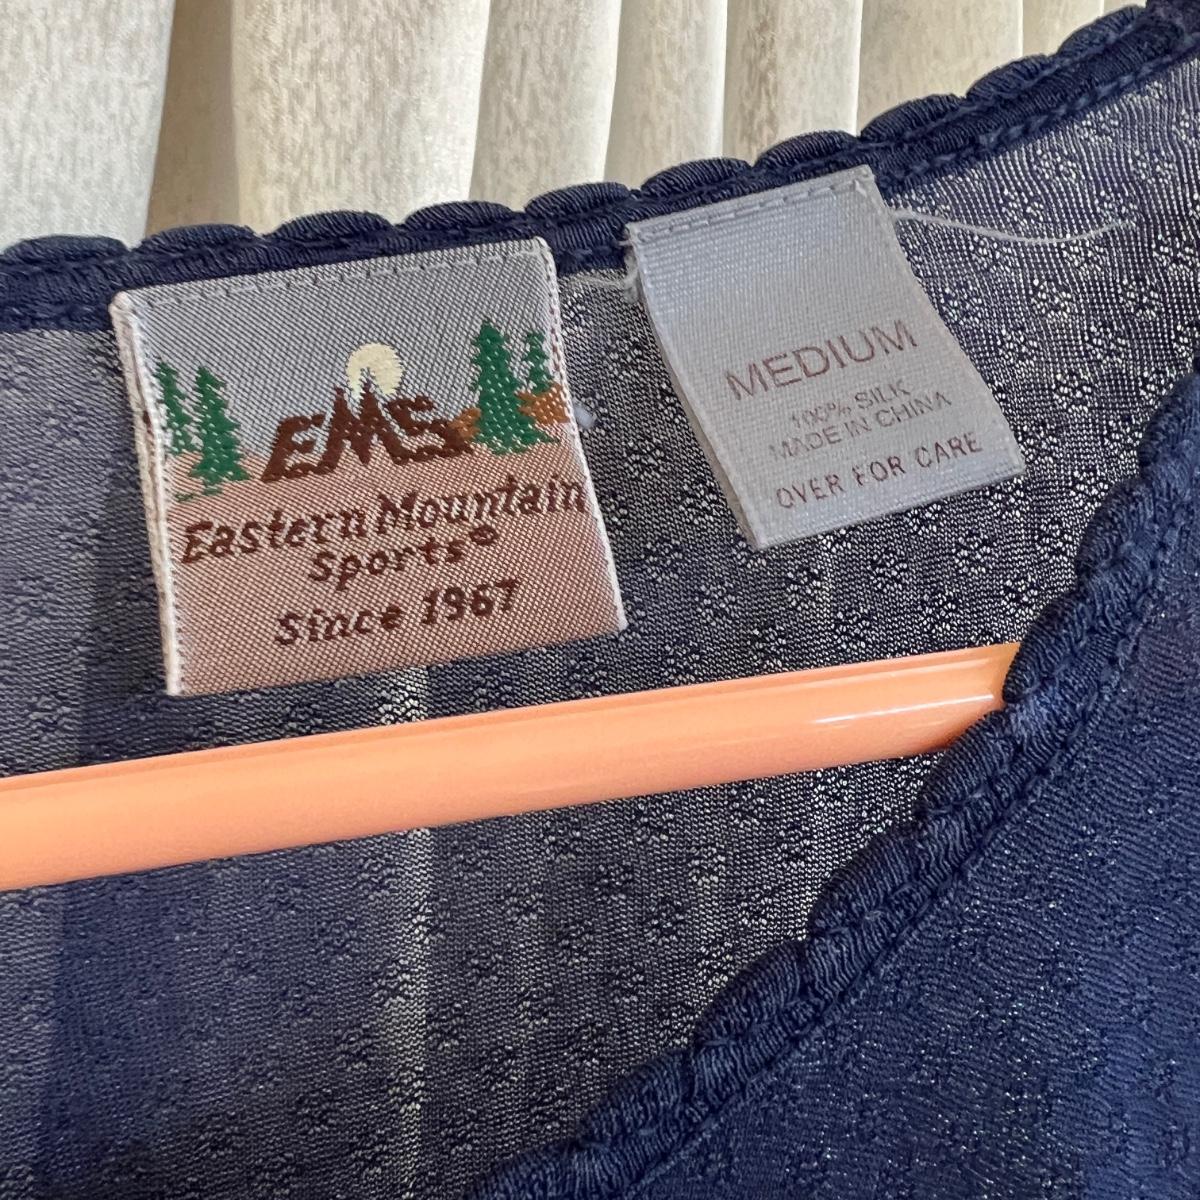 EMS
Eastern Mountain
Sports®
Since 1967
MEDIUM
100% SILK
MADE IN CHINA
OVER FOR CARE